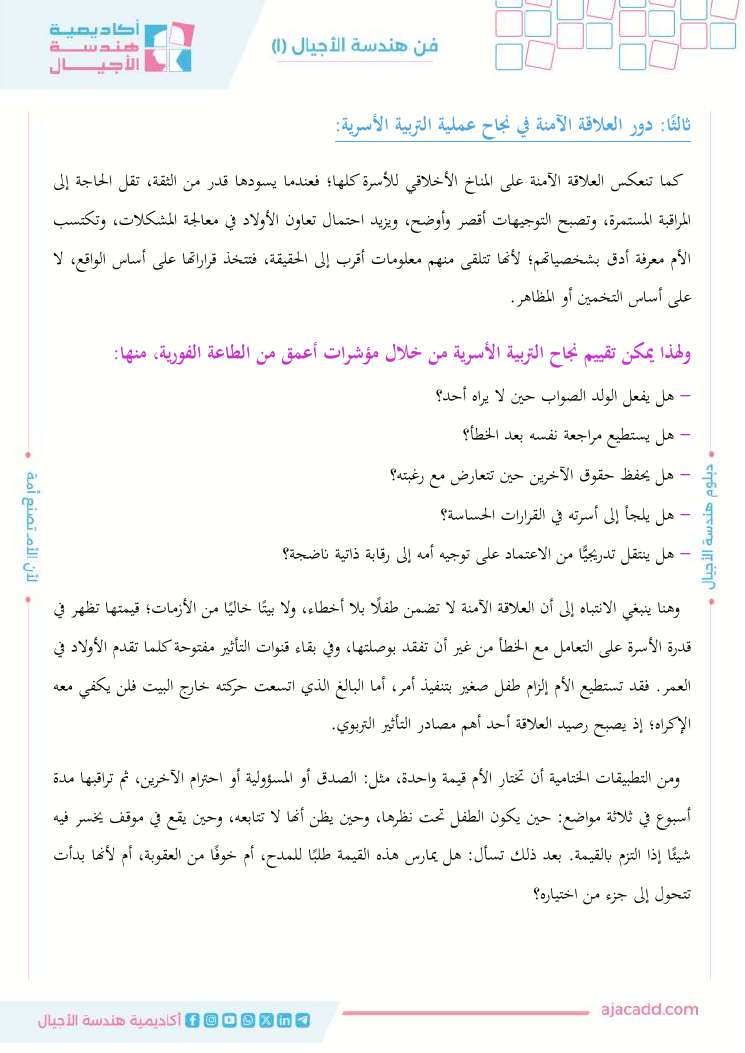 أكاديمية
هندسة
الأجيال
فن هندسة الأجيال (١)
ثالثًا: دور العلاقة الآمنة في نجاح عملية التربية الأسرية:
كما تنعكس العلاقة الآمنة على المناخ الأخلاقي للأسرة كلها؛ فعندما يسودها قدر من الثقة، تقل الحاجة إلى
المراقبة المستمرة، وتصبح التوجيهات أقصر وأوضح، ويزيد احتمال تعاون الأولاد في معالجة المشكلات، وتكتسب
الأم معرفة أدق بشخصياتهم؛ لأنها تتلقى منهم معلومات أقرب إلى الحقيقة، فتتخذ قراراتها على أساس الواقع، لا
على أساس التخمين أو المظاهر.
ولهذا يمكن تقييم نجاح التربية الأسرية من خلال مؤشرات أعمق من الطاعة الفورية، منها:
– هل يفعل الولد الصواب حين لا يراه أحد؟
– هل يستطيع مراجعة نفسه بعد الخطأ؟
– هل يحفظ حقوق الآخرين حين تتعارض مع رغبته؟
– هل يلجأ إلى أسرته في القرارات الحساسة؟
– هل ينتقل تدريجيًّا من الاعتماد على توجيه أمه إلى رقابة ذاتية ناضجة؟
وهنا ينبغي الانتباه إلى أن العلاقة الآمنة لا تضمن طفلًا بلا أخطاء، ولا بيتًا خاليًا من الأزمات؛ قيمتها تظهر في
قدرة الأسرة على التعامل مع الخطأ من غير أن تفقد بوصلتها، وفي بقاء قنوات التأثير مفتوحة كلما تقدم الأولاد في
العمر. فقد تستطيع الأم إلزام طفل صغير بتنفيذ أمر، أما البالغ الذي اتسعت حركته خارج البيت فلن يكفي معه
الإكراه؛ إذ يصبح رصيد العلاقة أحد أهم مصادر التأثير التربوي.
ومن التطبيقات الختامية أن تختار الأم قيمة واحدة، مثل: الصدق أو المسؤولية أو احترام الآخرين، ثم تراقبها مدة
أسبوع في ثلاثة مواضع: حين يكون الطفل تحت نظرها، وحين يظن أنها لا تتابعه، وحين يقع في موقف يخسر فيه
شيئًا إذا التزم بالقيمة. بعد ذلك تسأل: هل يمارس هذه القيمة طلبًا للمدح، أم خوفًا من العقوبة، أم لأنها بدأت
تتحول إلى جزء من اختياره؟
دبلوم هندسة الأجيال
لأن الأم تصنع أمة
أكاديمية هندسة الأجيال
ajacadd.com